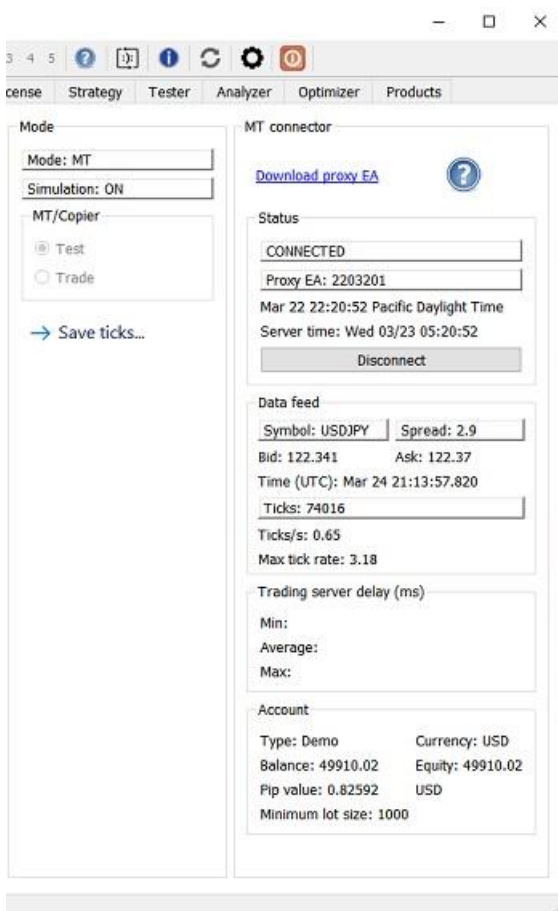 3 4 5
Strategy Tester Analyzer Optimizer Products
Mode
Mode: MT
Simulation: ON
MT/Copier
Test
Trade
Save ticks...
MT connector
Download proxy EA
Status
CONNECTED
Proxy EA: 2203201
Mar 22 22:20:52 Pacific Daylight Time
Server time: Wed 03/23 05:20:52
Disconnect
Data feed
Symbol: USDJPY Spread: 2.9
Bid: 122.341 Ask: 122.37
Time (UTC): Mar 24 21:13:57.820
Ticks: 74016
Ticks/s: 0.65
Max tick rate: 3.18
Trading server delay (ms)
Min:
Average:
Max:
Account
Type: Demo Currency: USD
Balance: 49910.02 Equity: 49910.02
Pip value: 0.82592 USD
Minimum lot size: 1000